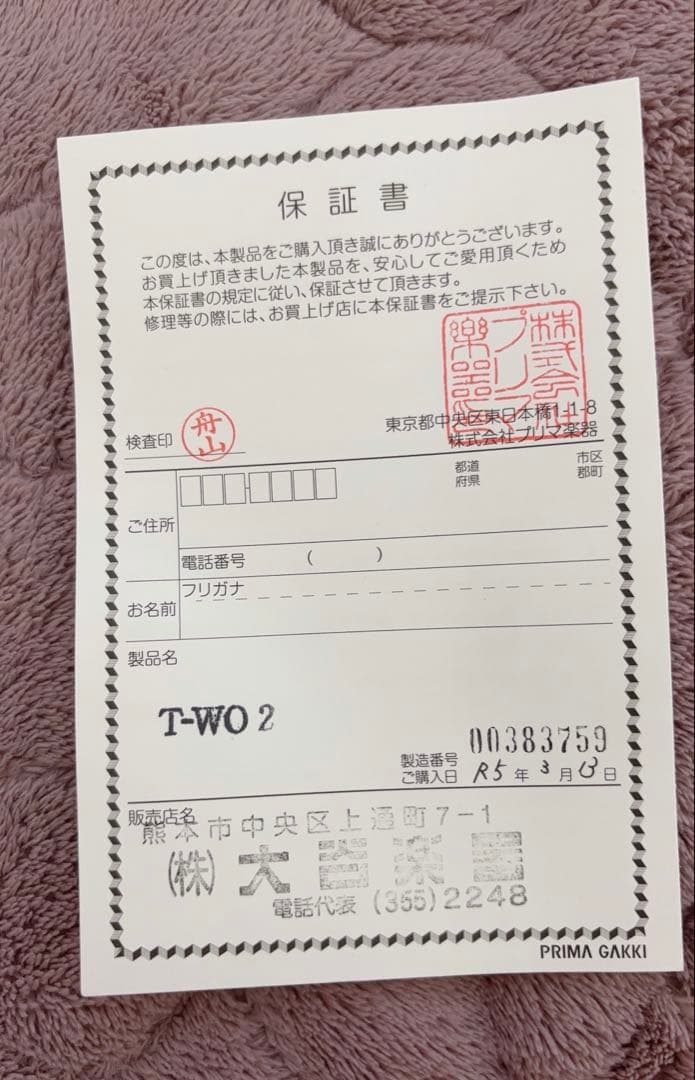 保証書
この度は、本製品をご購入頂き誠にありがとうございます。
お買上げ頂きました本製品を、安心してご愛用頂くため
本保証書の規定に従い、保証させて頂きます。
修理等の際には、お買上げ店に本保証書をご提示下さい。
株式会社プリマ楽器
検査印
舟山
東京都中央区東日本橋1-1-8
株式会社プリマ楽器
ご住所
都道府県
市区郡町
電話番号 ( )
お名前
フリガナ
製品名
T-WO 2
製造番号 00383759
ご購入日 R5年3月13日
販売店名
熊本市中央区上通町7-1
(株)大谷楽器
電話代表 (355)2248
PRIMA GAKKI